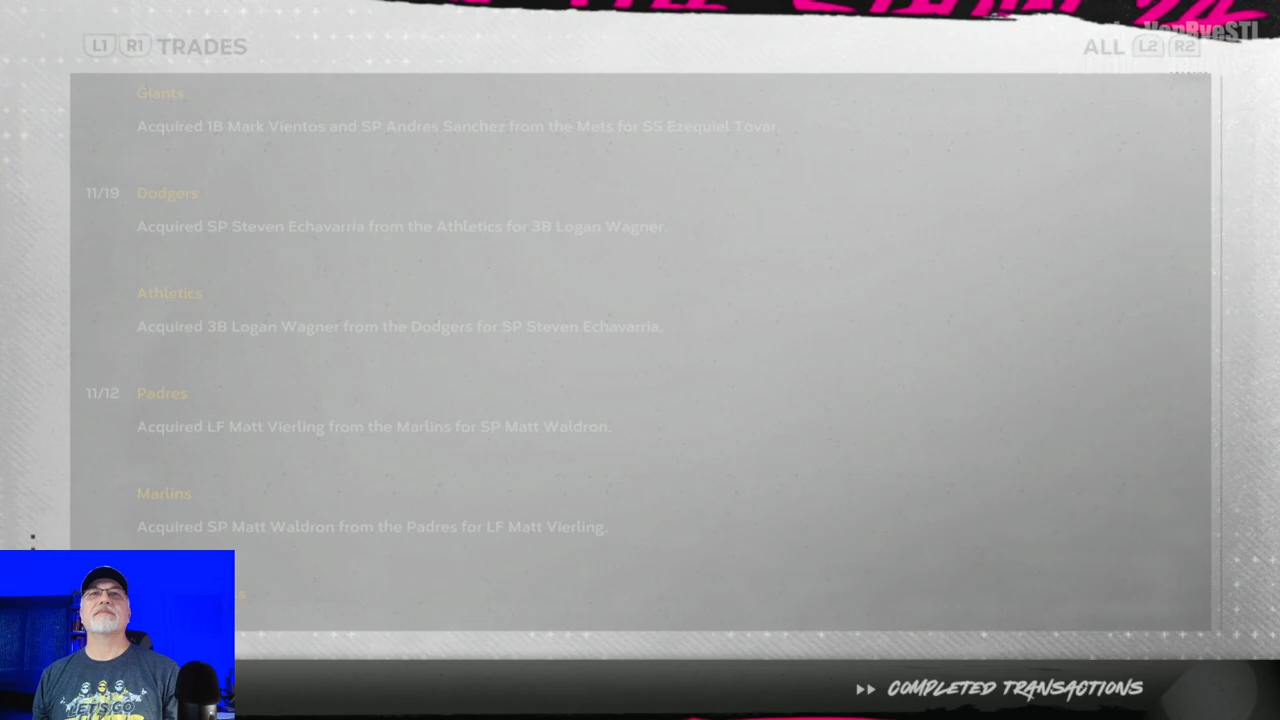 VanRyeSTL
L1 R1 TRADES
ALL L2 R2
Giants
Acquired 1B Mark Vientos and SP Andres Sanchez from the Mets for SS Ezequiel Tovar.
11/19 Dodgers
Acquired SP Steven Echavarria from the Athletics for 3B Logan Wagner.
Athletics
Acquired 3B Logan Wagner from the Dodgers for SP Steven Echavarria.
11/12 Padres
Acquired LF Matt Vierling from the Marlins for SP Matt Waldron.
Marlins
Acquired SP Matt Waldron from the Padres for LF Matt Vierling.
LET'S GO
COMPLETED TRANSACTIONS